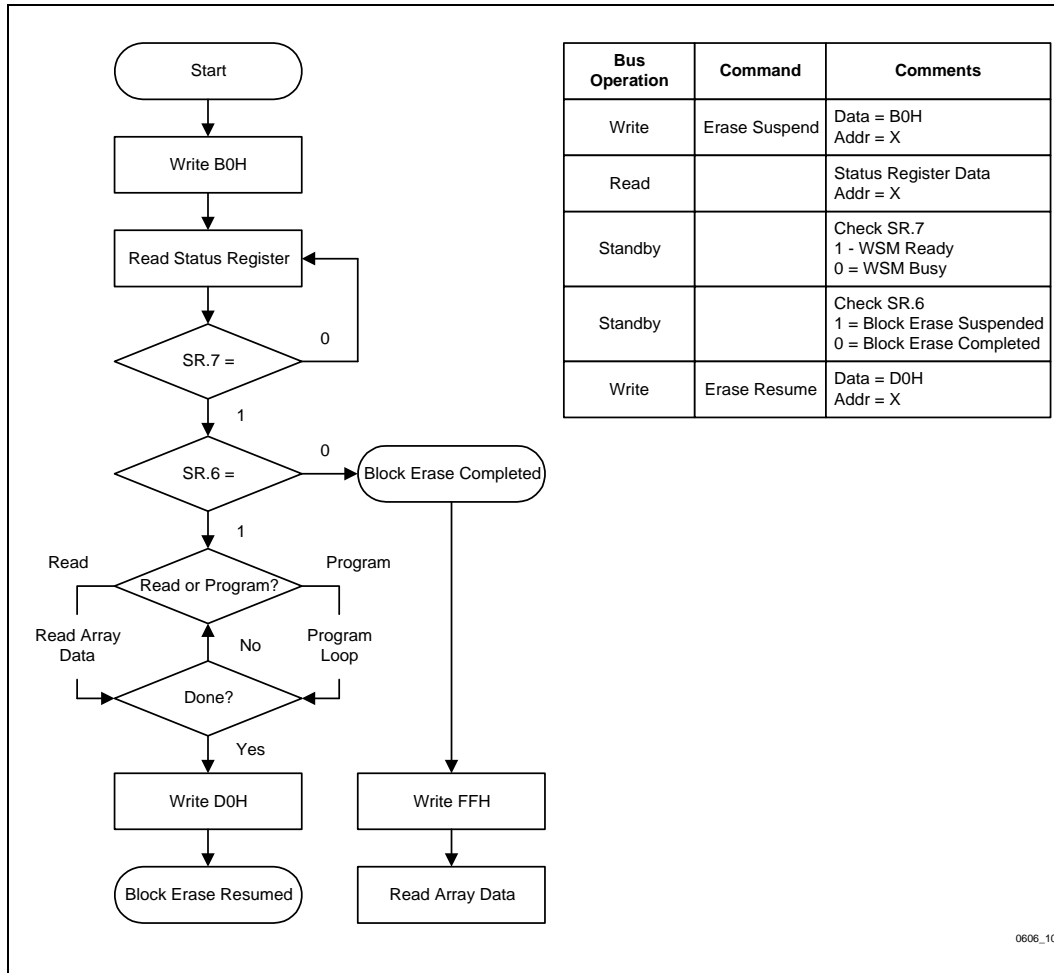 Start
Write B0H
Read Status Register
0
SR.7 =
1
0
SR.6 =
Block Erase Completed
1
Read
Program
Read or Program?
Read Array
Data
No
Program
Loop
Done?
Yes
Write D0H
Write FFH
Block Erase Resumed
Read Array Data
Bus
Operation
Command
Comments
Write
Erase Suspend
Data = B0H
Addr = X
Read
Status Register Data
Addr = X
Standby
Check SR.7
1 - WSM Ready
0 = WSM Busy
Standby
Check SR.6
1 = Block Erase Suspended
0 = Block Erase Completed
Write
Erase Resume
Data = D0H
Addr = X
0606_10